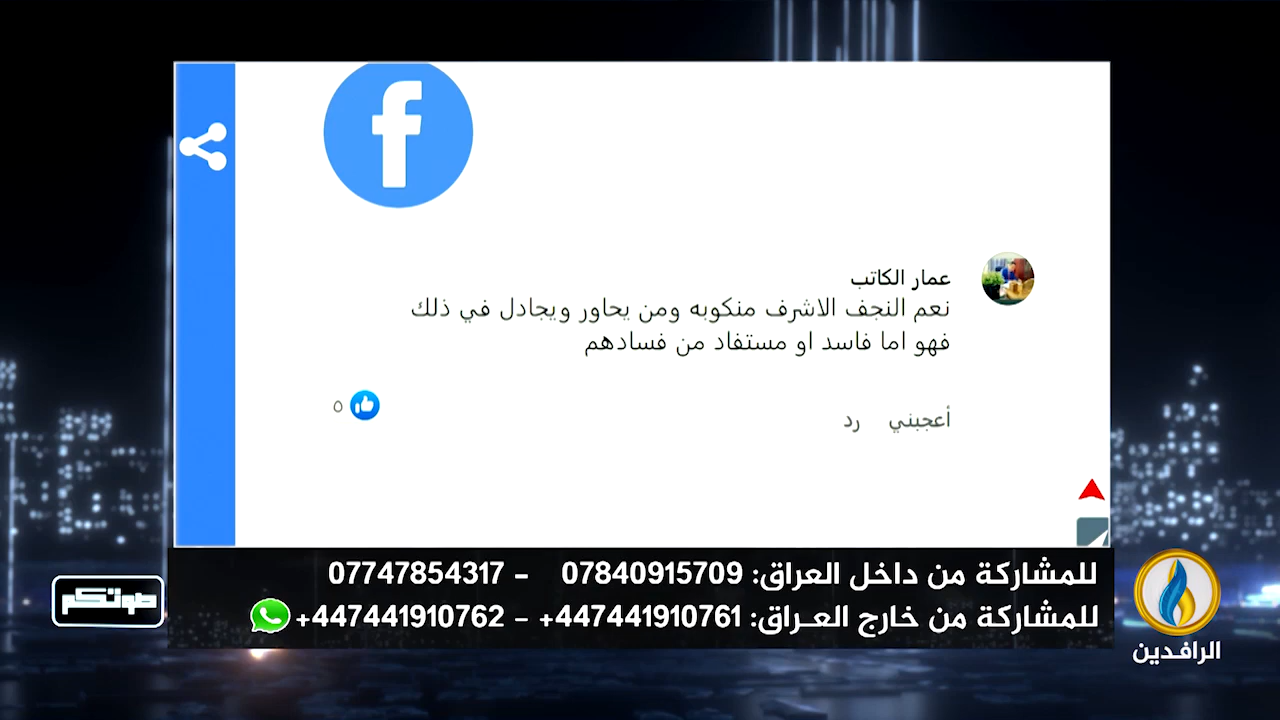 عمار الكاتب
نعم النجف الاشرف منكوبه ومن يحاور ويجادل في ذلك
فهو اما فاسد او مستفاد من فسادهم
أعجبني رد
٥
للمشاركة من داخل العراق: 07840915709 - 07747854317
للمشاركة من خارج العـراق: 447441910761+ - 447441910762+
صوتكم
الرافدين